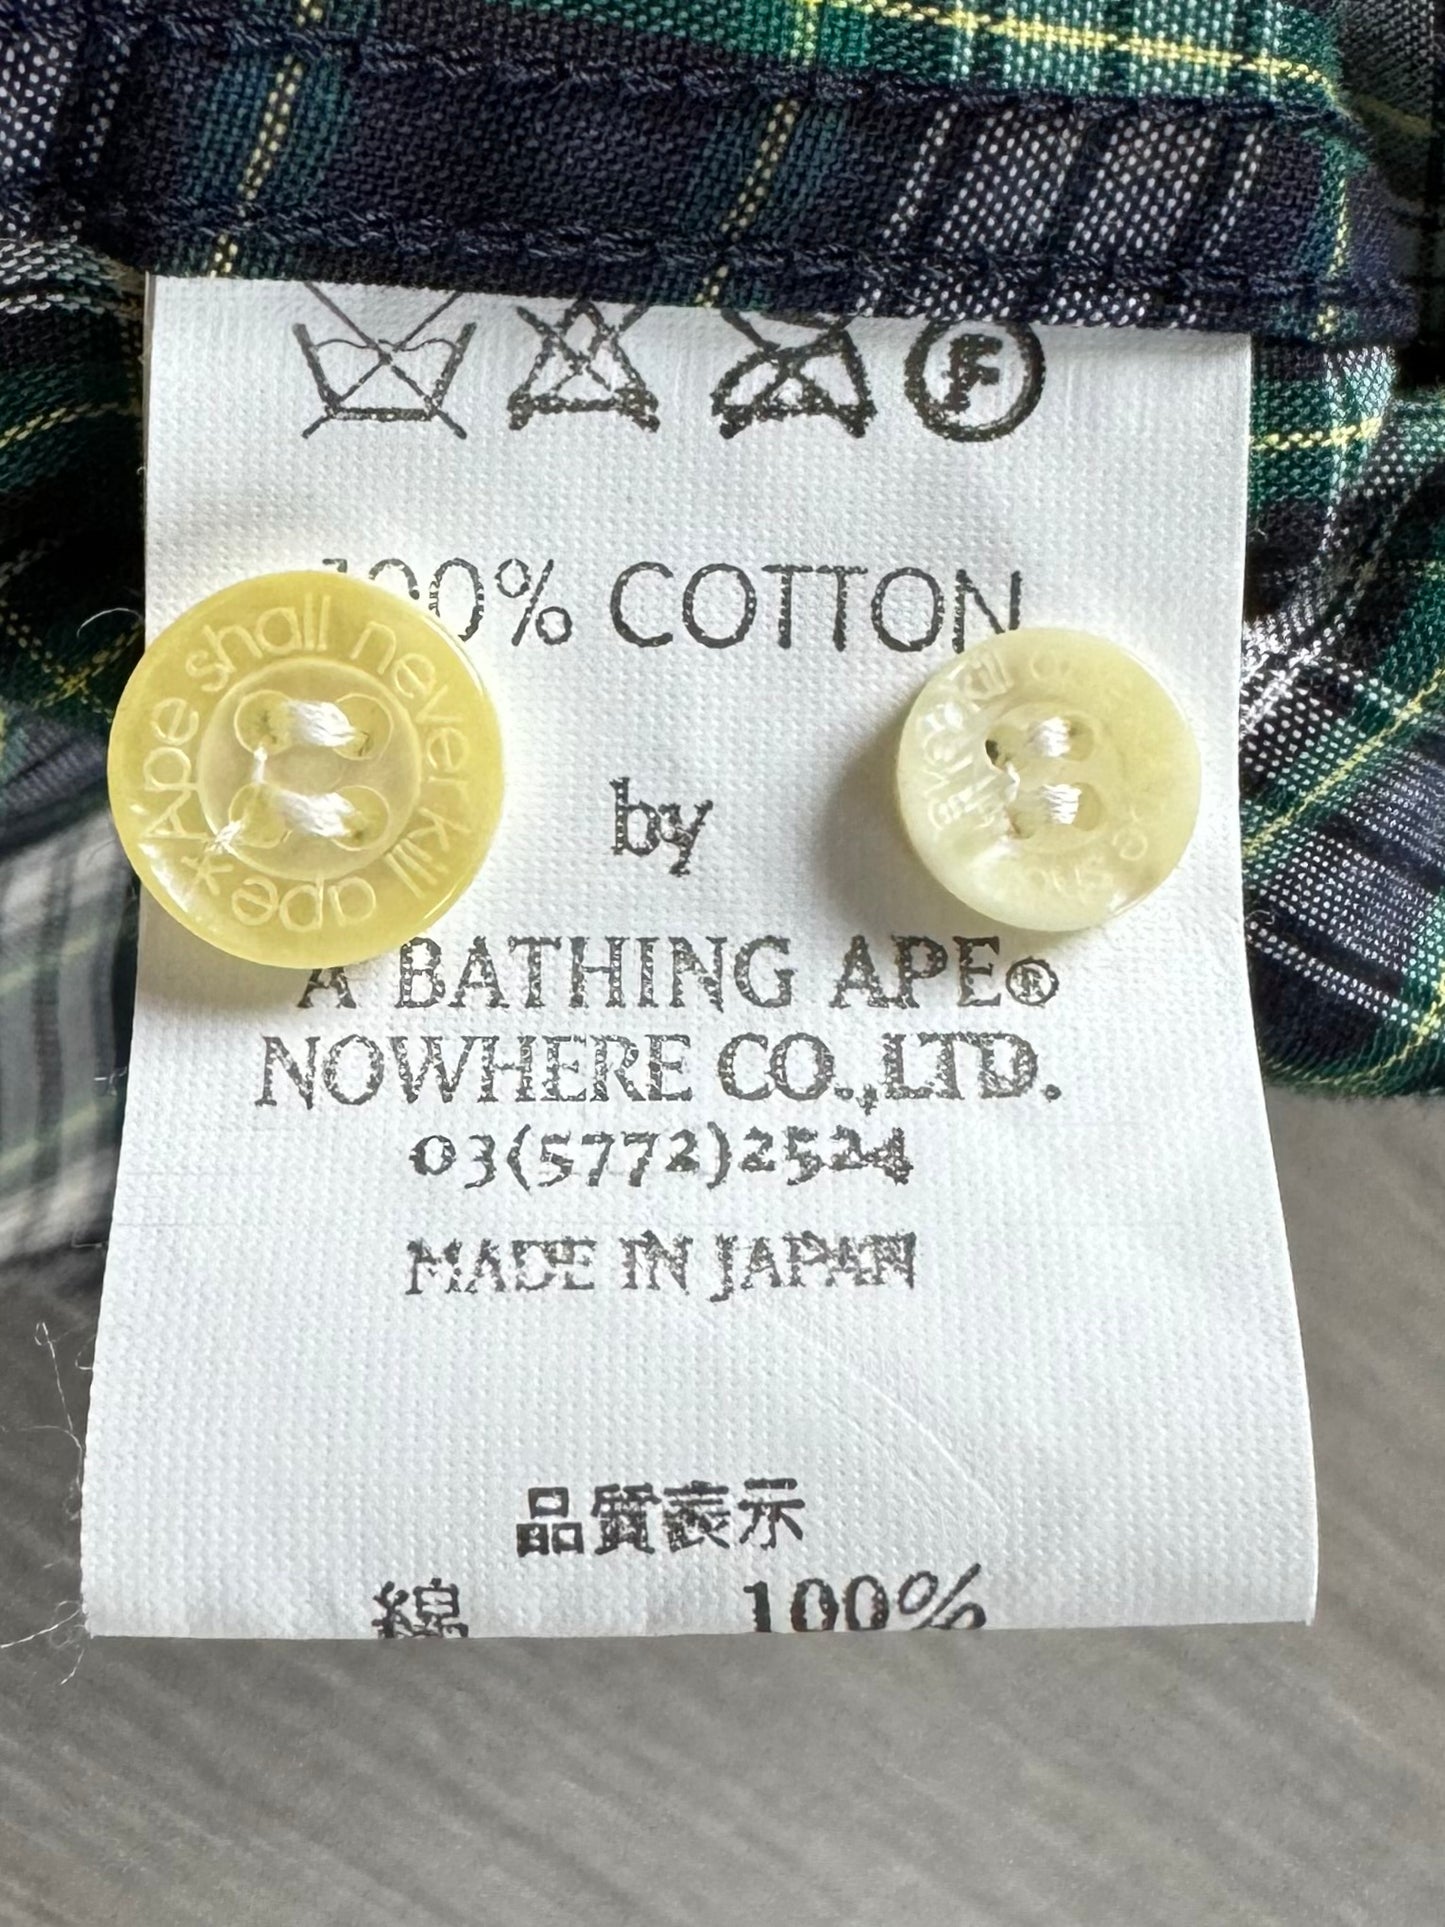 F
100% COTTON
Ape shall never kill ape*
kill
by
A BATHING APE®
NOWHERE CO.,LTD.
03(5772)2524
MADE IN JAPAN
品質表示
綿 100%